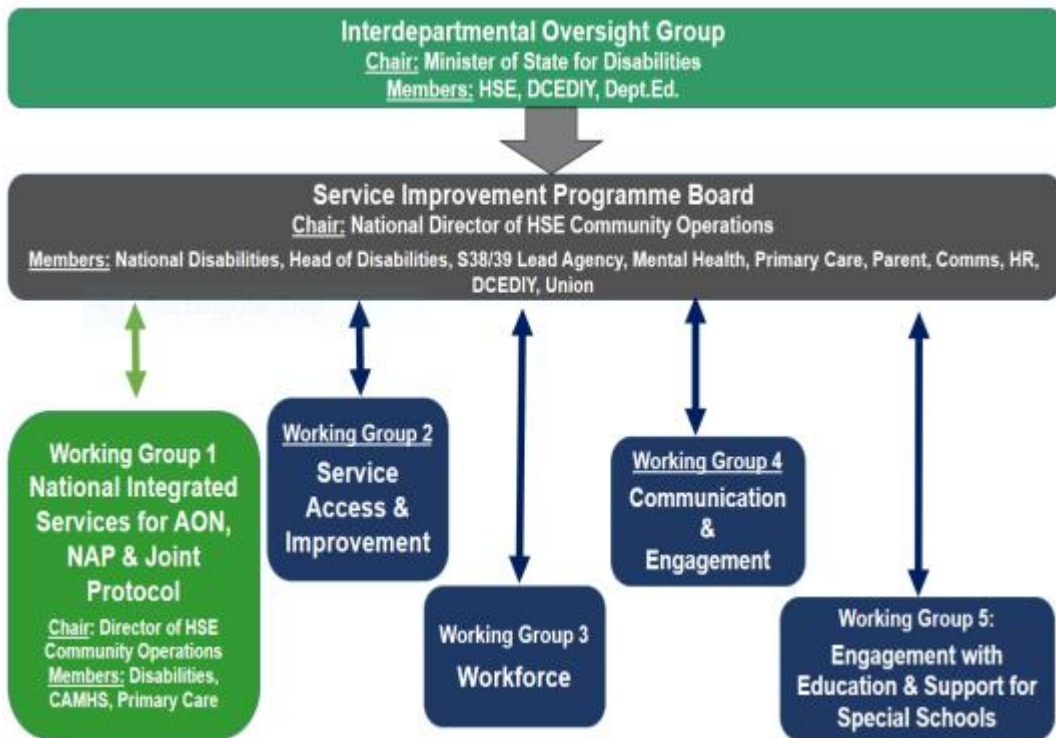 Interdepartmental Oversight Group
Chair: Minister of State for Disabilities
Members: HSE, DCEDIY, Dept.Ed.
Service Improvement Programme Board
Chair: National Director of HSE Community Operations
Members: National Disabilities, Head of Disabilities, S38/39 Lead Agency, Mental Health, Primary Care, Parent, Comms, HR,
DCEDIY, Union
Working Group 1
National Integrated
Services for AON,
NAP & Joint
Protocol
Chair: Director of HSE
Community Operations
Members: Disabilities,
CAMHS, Primary Care
Working Group 2
Service
Access &
Improvement
Working Group 3
Workforce
Working Group 4
Communication
&
Engagement
Working Group 5:
Engagement with
Education & Support for
Special Schools